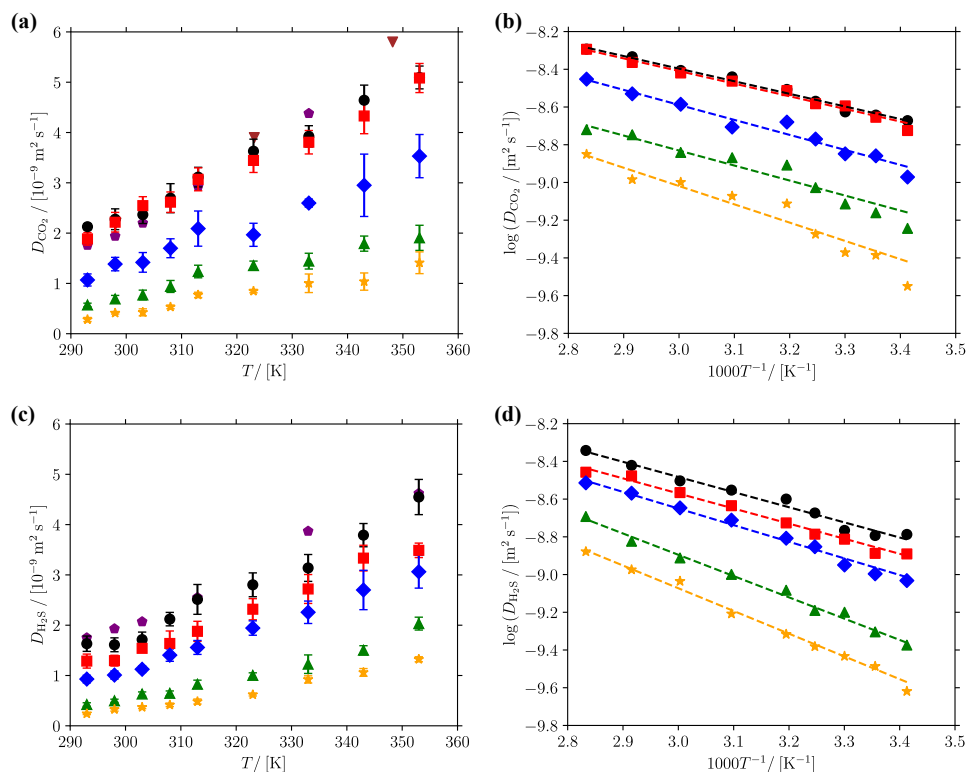 (a)
6
5
4
3
2
1
0
290 300 310 320 330 340 350 360
D_CO₂ / [10⁻⁹ m² s⁻¹]
T / [K]
(b)
−8.2
−8.4
−8.6
−8.8
−9.0
−9.2
−9.4
−9.6
−9.8
2.8 2.9 3.0 3.1 3.2 3.3 3.4 3.5
log (D_CO₂ / [m² s⁻¹])
1000T⁻¹ / [K⁻¹]
(c)
6
5
4
3
2
1
0
290 300 310 320 330 340 350 360
D_H₂S / [10⁻⁹ m² s⁻¹]
T / [K]
(d)
−8.2
−8.4
−8.6
−8.8
−9.0
−9.2
−9.4
−9.6
−9.8
2.8 2.9 3.0 3.1 3.2 3.3 3.4 3.5
log (D_H₂S / [m² s⁻¹])
1000T⁻¹ / [K⁻¹]